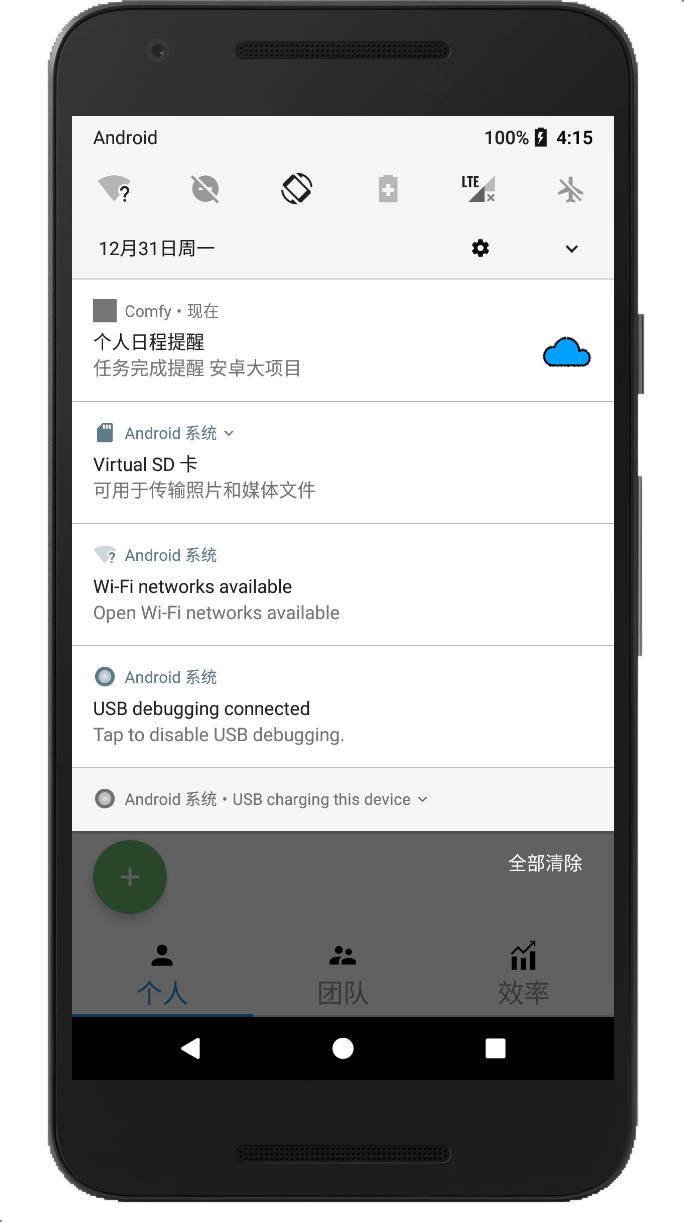 Android 100% 4:15
LTE
12月31日周一
Comfy • 现在
个人日程提醒
任务完成提醒 安卓大项目
Android 系统
Virtual SD 卡
可用于传输照片和媒体文件
Android 系统
Wi-Fi networks available
Open Wi-Fi networks available
Android 系统
USB debugging connected
Tap to disable USB debugging.
Android 系统 • USB charging this device
全部清除
个人 团队 效率